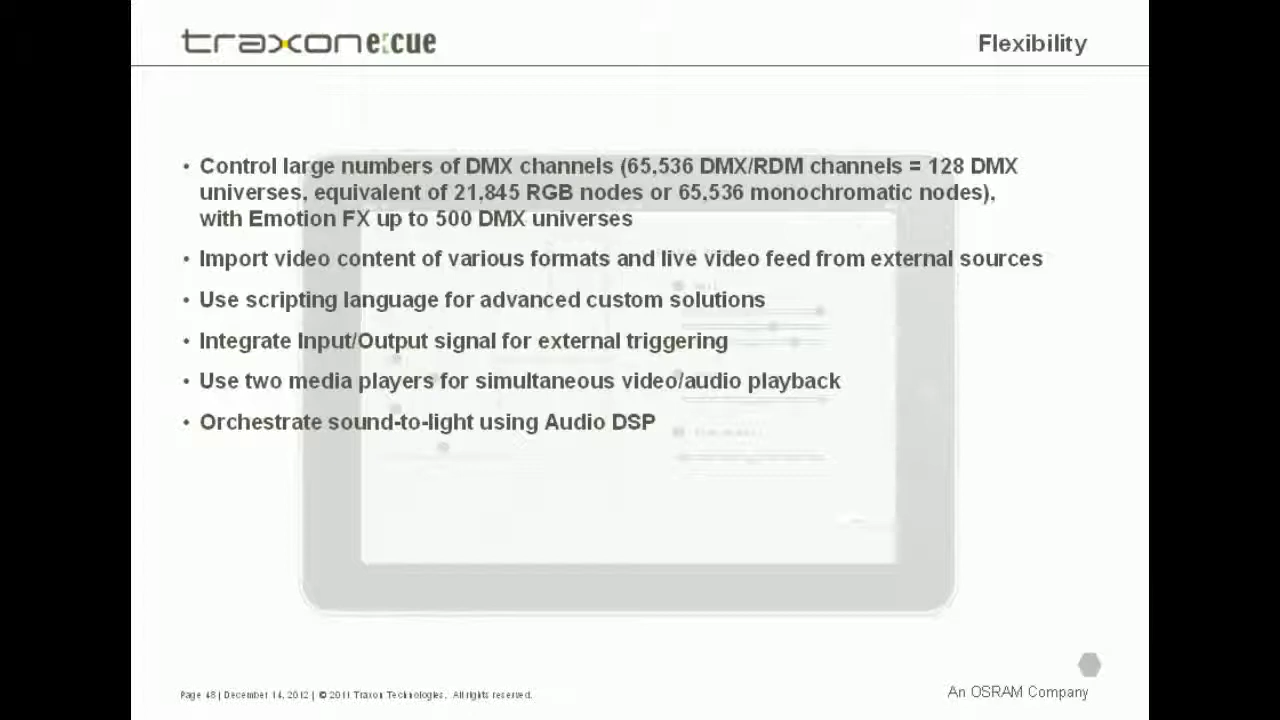 traxon e:cue
Flexibility
• Control large numbers of DMX channels (65,536 DMX/RDM channels = 128 DMX
universes, equivalent of 21,845 RGB nodes or 65,536 monochromatic nodes),
with Emotion FX up to 500 DMX universes
• Import video content of various formats and live video feed from external sources
• Use scripting language for advanced custom solutions
• Integrate Input/Output signal for external triggering
• Use two media players for simultaneous video/audio playback
• Orchestrate sound-to-light using Audio DSP
Page 48 | December 14, 2012 | © 2011 Traxon Technologies. All rights reserved.
An OSRAM Company